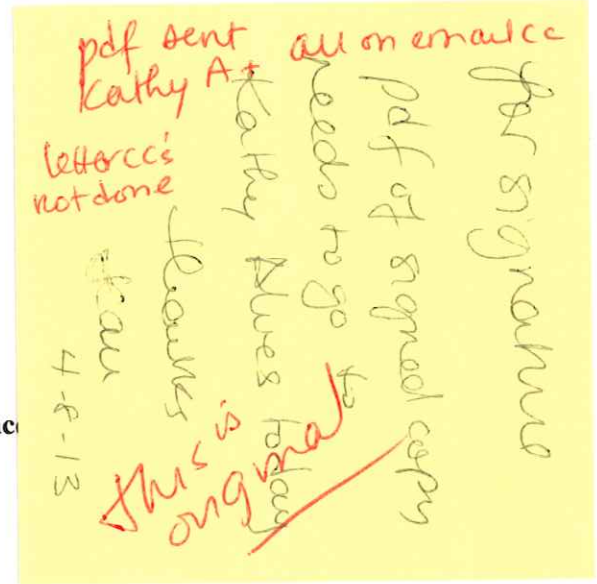 pdf sent
Kathy A +
all on email cc
letter cc's
not done
for signature
pdf of signed copy
needs to go to
Kathy Alves today
thanks
4-8-13
This is
original